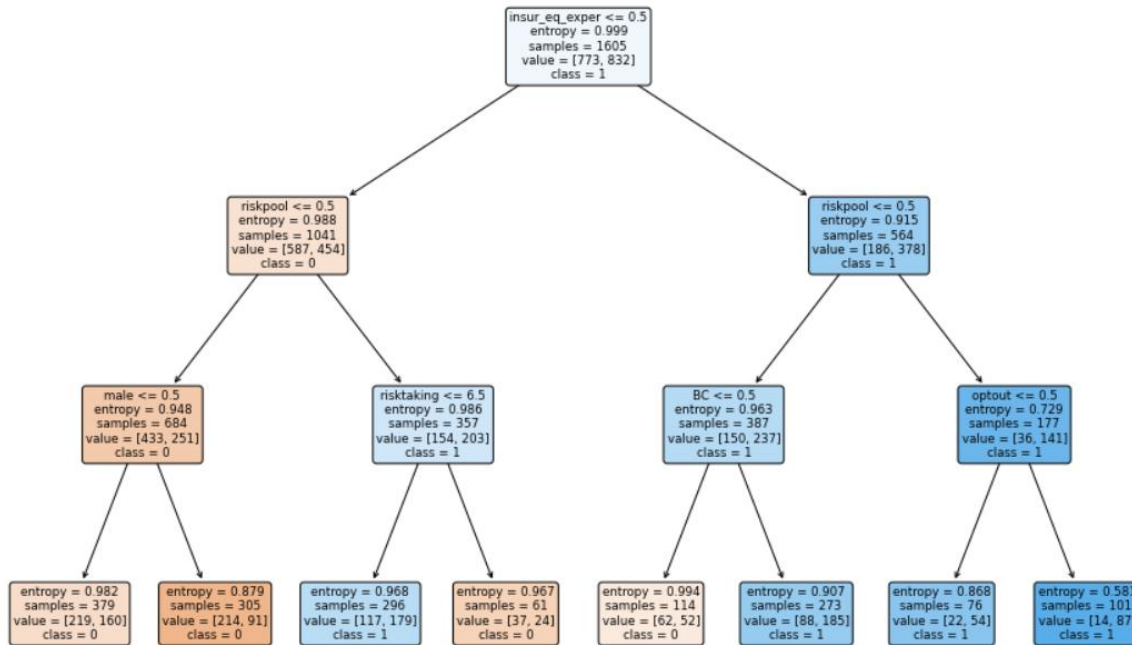 insur_eq_exper <= 0.5
entropy = 0.999
samples = 1605
value = [773, 832]
class = 1
riskpool <= 0.5
entropy = 0.988
samples = 1041
value = [587, 454]
class = 0
riskpool <= 0.5
entropy = 0.915
samples = 564
value = [186, 378]
class = 1
male <= 0.5
entropy = 0.948
samples = 684
value = [433, 251]
class = 0
risktaking <= 6.5
entropy = 0.986
samples = 357
value = [154, 203]
class = 1
BC <= 0.5
entropy = 0.963
samples = 387
value = [150, 237]
class = 1
optout <= 0.5
entropy = 0.729
samples = 177
value = [36, 141]
class = 1
entropy = 0.982
samples = 379
value = [219, 160]
class = 0
entropy = 0.879
samples = 305
value = [214, 91]
class = 0
entropy = 0.968
samples = 296
value = [117, 179]
class = 1
entropy = 0.967
samples = 61
value = [37, 24]
class = 0
entropy = 0.994
samples = 114
value = [62, 52]
class = 0
entropy = 0.907
samples = 273
value = [88, 185]
class = 1
entropy = 0.868
samples = 76
value = [22, 54]
class = 1
entropy = 0.581
samples = 101
value = [14, 87]
class = 1